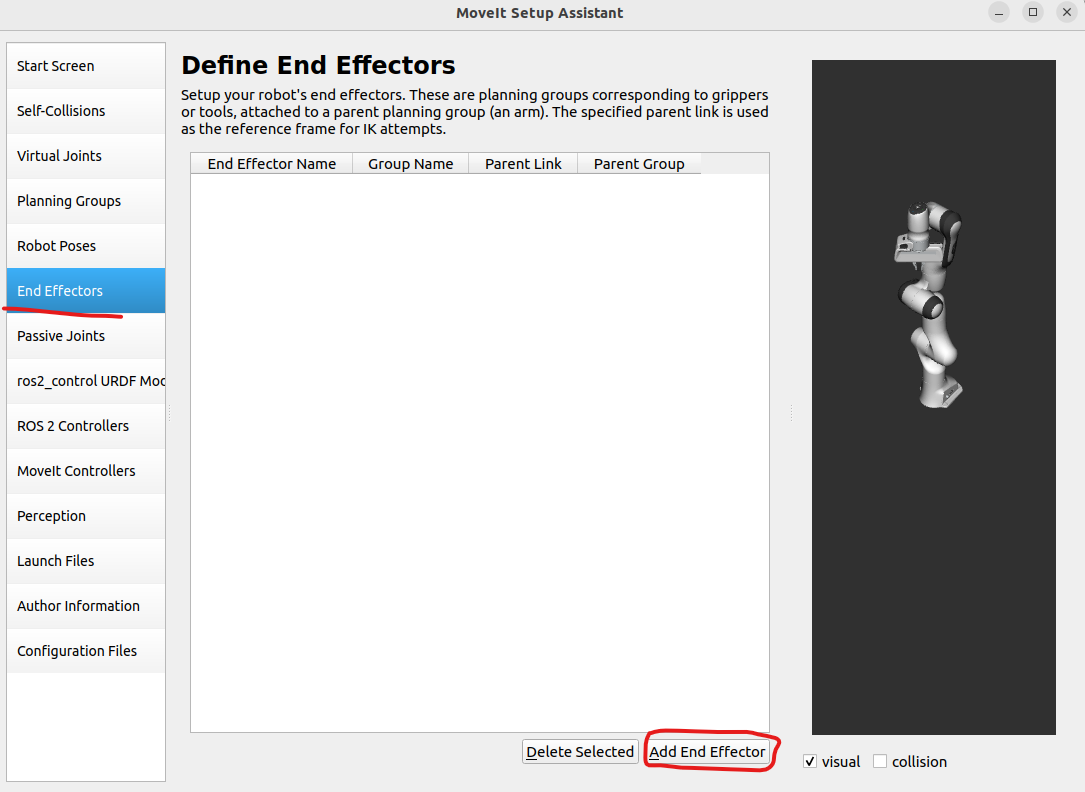 MoveIt Setup Assistant
Start Screen
Self-Collisions
Virtual Joints
Planning Groups
Robot Poses
End Effectors
Passive Joints
ros2_control URDF Moc
ROS 2 Controllers
MoveIt Controllers
Perception
Launch Files
Author Information
Configuration Files
Define End Effectors
Setup your robot's end effectors. These are planning groups corresponding to grippers
or tools, attached to a parent planning group (an arm). The specified parent link is used
as the reference frame for IK attempts.
End Effector Name Group Name Parent Link Parent Group
Delete Selected Add End Effector
visual collision